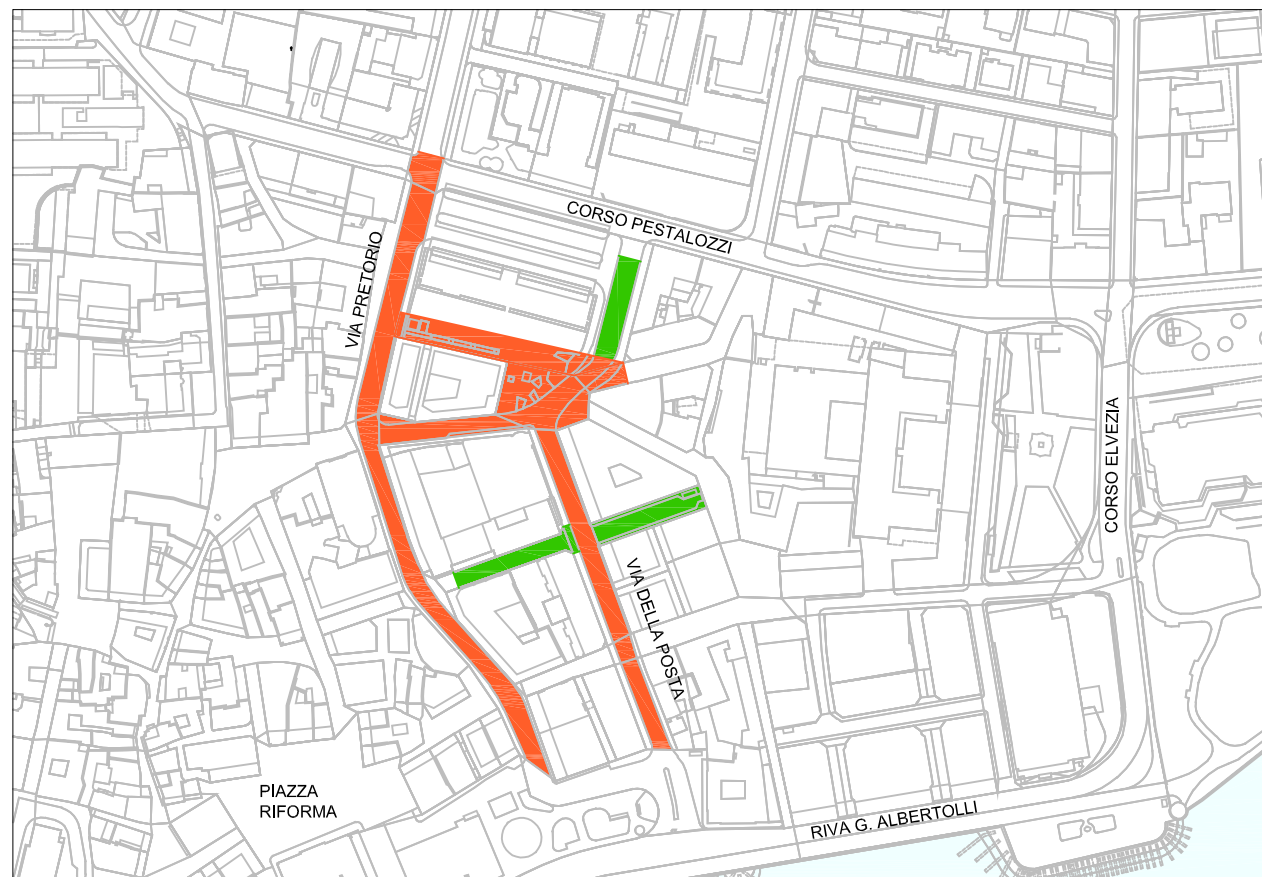 CORSO PESTALOZZI
VIA PRETORIO
CORSO ELVEZIA
VIA DELLA POSTA
PIAZZA
RIFORMA
RIVA G. ALBERTOLLI